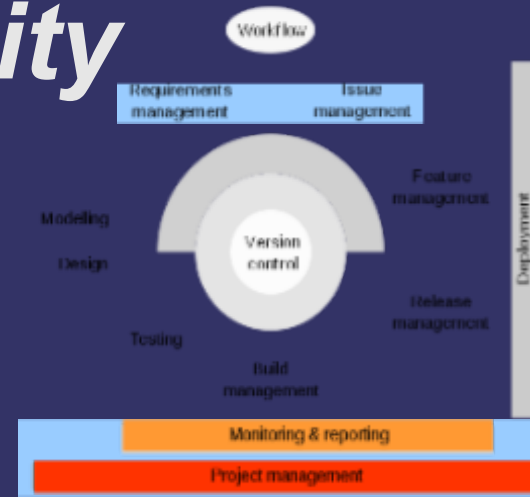 ity
Workflow
Requirements
management
Issue
management
Feature
management
Modelling
Design
Version
control
Deployment
Release
management
Testing
Build
management
Monitoring & reporting
Project management